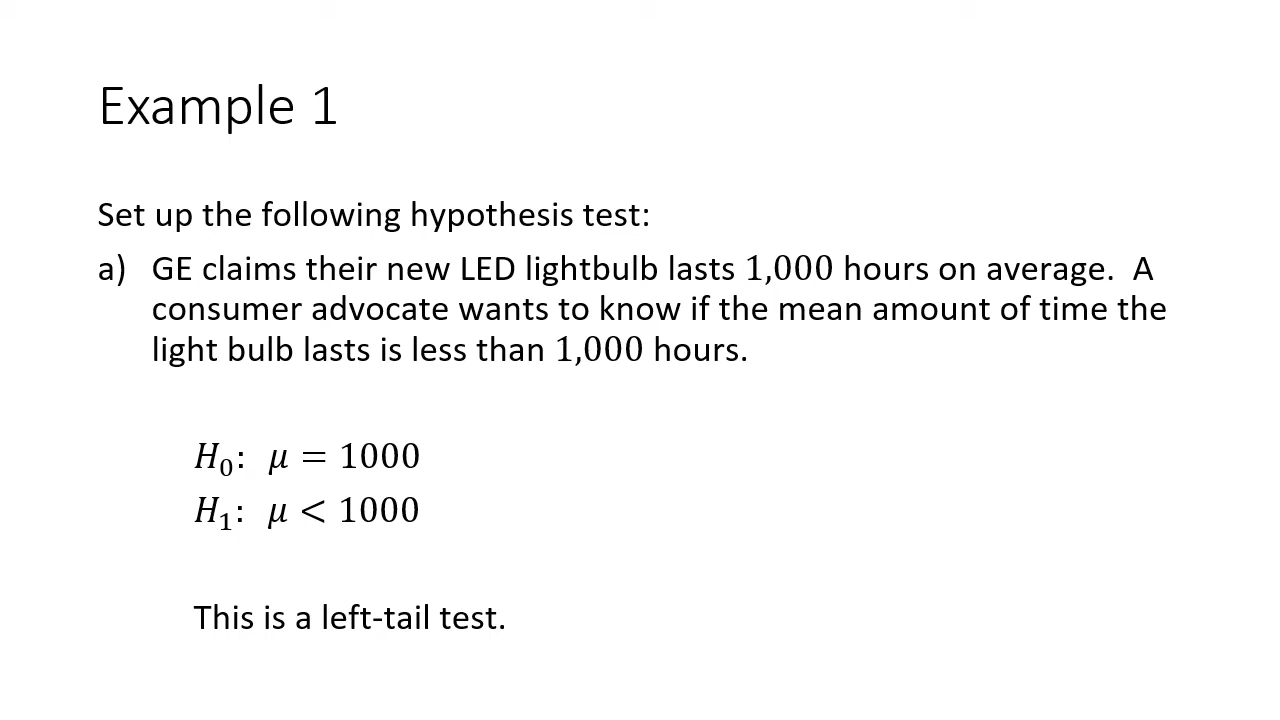 Example 1
Set up the following hypothesis test:
a) GE claims their new LED lightbulb lasts 1,000 hours on average. A
consumer advocate wants to know if the mean amount of time the
light bulb lasts is less than 1,000 hours.
H₀: μ = 1000
H₁: μ < 1000
This is a left-tail test.